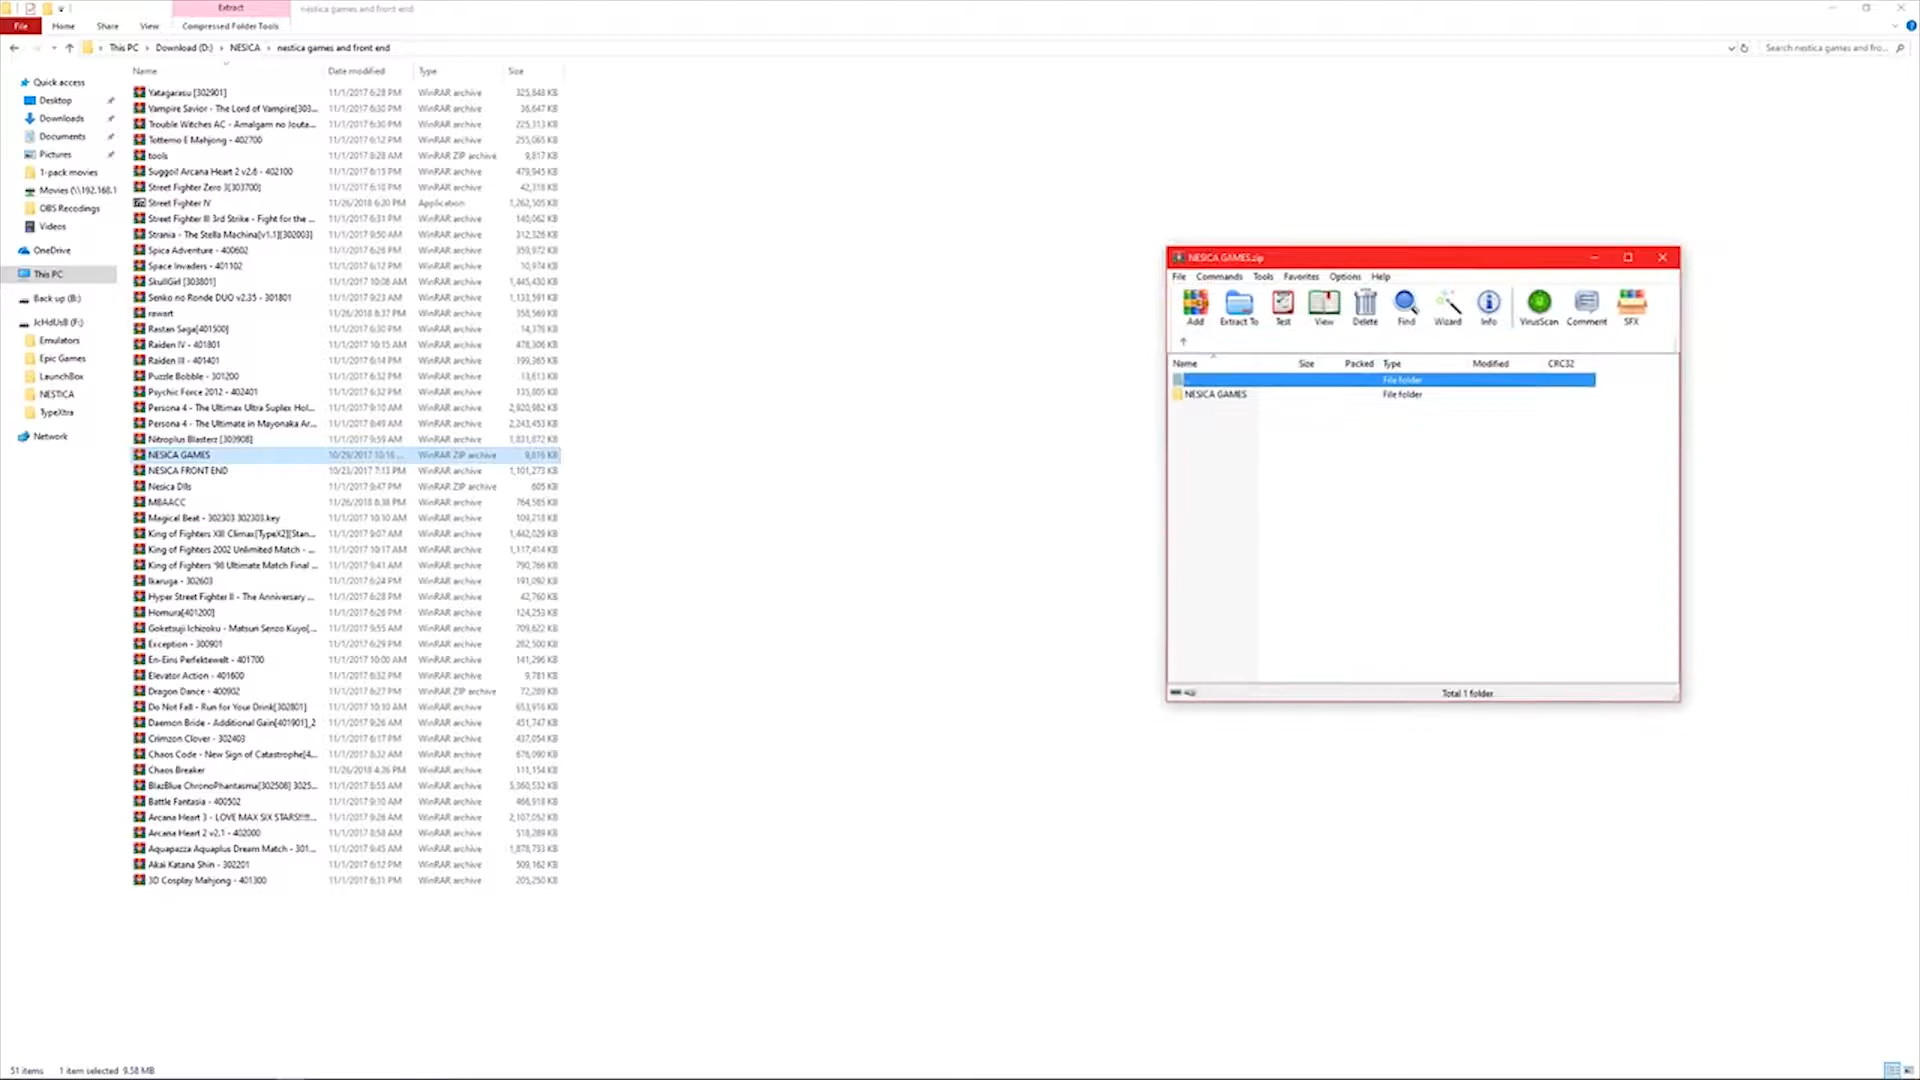 Extract
nestica games and front end
File Home Share View Compressed Folder Tools
This PC Download (D:) NESICA nestica games and front end
Search nestica games and fro...
Name Date modified Type Size
Yatagarasu [302901] 11/1/2017 6:28 PM WinRAR archive 325,848 KB
Vampire Savior - The Lord of Vampire[303... 11/1/2017 6:30 PM WinRAR archive 36,647 KB
Trouble Witches AC - Amalgam no Jouta... 11/1/2017 6:30 PM WinRAR archive 225,313 KB
Tottemo E Mahjong - 402700 11/1/2017 6:12 PM WinRAR archive 255,065 KB
tools 11/1/2017 8:28 AM WinRAR ZIP archive 9,817 KB
Suggoi! Arcana Heart 2 v2.6 - 402100 11/1/2017 6:15 PM WinRAR archive 479,945 KB
Street Fighter Zero 3[303700] 11/1/2017 6:18 PM WinRAR archive 42,318 KB
Street Fighter IV 11/26/2018 6:20 PM Application 1,262,505 KB
Street Fighter III 3rd Strike - Fight for the ... 11/1/2017 6:31 PM WinRAR archive 140,062 KB
Strania - The Stella Machina[v1.1][302003] 11/1/2017 9:50 AM WinRAR archive 312,326 KB
Spica Adventure - 400602 11/1/2017 6:26 PM WinRAR archive 359,972 KB
Space Invaders - 401102 11/1/2017 6:12 PM WinRAR archive 10,974 KB
SkullGirl [303801] 11/1/2017 10:08 AM WinRAR archive 1,445,430 KB
Senko no Ronde DUO v2.35 - 301801 11/1/2017 9:23 AM WinRAR archive 1,133,591 KB
rawart 11/26/2018 8:37 PM WinRAR archive 358,569 KB
Rastan Saga[401500] 11/1/2017 6:30 PM WinRAR archive 14,376 KB
Raiden IV - 401801 11/1/2017 10:15 AM WinRAR archive 478,306 KB
Raiden III - 401401 11/1/2017 6:14 PM WinRAR archive 199,365 KB
Puzzle Bobble - 301200 11/1/2017 6:32 PM WinRAR archive 13,613 KB
Psychic Force 2012 - 402401 11/1/2017 6:32 PM WinRAR archive 135,805 KB
Persona 4 - The Ultimax Ultra Suplex Hol... 11/1/2017 9:10 AM WinRAR archive 2,920,982 KB
Persona 4 - The Ultimate in Mayonaka Ar... 11/1/2017 8:49 AM WinRAR archive 2,243,453 KB
Nitroplus Blasterz [303908] 11/1/2017 9:59 AM WinRAR archive 1,831,872 KB
NESICA GAMES 10/29/2017 10:16 ... WinRAR ZIP archive 9,816 KB
NESICA FRONT END 10/23/2017 7:13 PM WinRAR archive 1,101,273 KB
Nesica Dlls 11/1/2017 9:47 PM WinRAR ZIP archive 605 KB
MBAACC 11/26/2018 8:38 PM WinRAR archive 764,585 KB
Magical Beat - 302303 302303.key 11/1/2017 10:10 AM WinRAR archive 109,218 KB
King of Fighters XIII Climax[TypeX2][Stan... 11/1/2017 9:07 AM WinRAR archive 1,442,029 KB
King of Fighters 2002 Unlimited Match - ... 11/1/2017 10:17 AM WinRAR archive 1,117,414 KB
King of Fighters '98 Ultimate Match Final ... 11/1/2017 9:41 AM WinRAR archive 790,766 KB
Ikaruga - 302603 11/1/2017 6:24 PM WinRAR archive 191,092 KB
Hyper Street Fighter II - The Anniversary ... 11/1/2017 6:28 PM WinRAR archive 42,760 KB
Homura[401200] 11/1/2017 6:26 PM WinRAR archive 124,253 KB
Goketsuji Ichizoku - Matsuri Senzo Kuyo[... 11/1/2017 9:55 AM WinRAR archive 709,622 KB
Exception - 300901 11/1/2017 6:29 PM WinRAR archive 282,500 KB
En-Eins Perfektewelt - 401700 11/1/2017 10:00 AM WinRAR archive 141,296 KB
Elevator Action - 401600 11/1/2017 6:32 PM WinRAR archive 9,781 KB
Dragon Dance - 400902 11/1/2017 6:27 PM WinRAR ZIP archive 72,289 KB
Do Not Fall - Run for Your Drink[302801] 11/1/2017 10:10 AM WinRAR archive 653,916 KB
Daemon Bride - Additional Gain[401901]_2 11/1/2017 9:26 AM WinRAR archive 451,747 KB
Crimzon Clover - 302403 11/1/2017 6:17 PM WinRAR archive 437,054 KB
Chaos Code - New Sign of Catastrophe[4... 11/1/2017 8:32 AM WinRAR archive 676,090 KB
Chaos Breaker 11/26/2018 4:26 PM WinRAR archive 111,154 KB
BlazBlue ChronoPhantasma[302508] 3025... 11/1/2017 8:55 AM WinRAR archive 5,360,532 KB
Battle Fantasia - 400502 11/1/2017 9:10 AM WinRAR archive 466,918 KB
Arcana Heart 3 - LOVE MAX SIX STARS!!!!!... 11/1/2017 9:26 AM WinRAR archive 2,107,052 KB
Arcana Heart 2 v2.1 - 402000 11/1/2017 8:58 AM WinRAR archive 518,289 KB
Aquapazza Aquaplus Dream Match - 301... 11/1/2017 9:45 AM WinRAR archive 1,878,733 KB
Akai Katana Shin - 302201 11/1/2017 6:12 PM WinRAR archive 509,162 KB
3D Cosplay Mahjong - 401300 11/1/2017 6:31 PM WinRAR archive 205,250 KB
Quick access
Desktop
Downloads
Documents
Pictures
1-pack movies
Movies (\\192.168.1
OBS Recodings
Videos
OneDrive
This PC
Back up (B:)
JcHdUsB (F:)
Emulators
Epic Games
LaunchBox
NESTICA
TypeXtra
Network
51 items 1 item selected 9.58 MB
NESICA GAMES.zip
File Commands Tools Favorites Options Help
Add Extract To Test View Delete Find Wizard Info VirusScan Comment SFX
Name Size Packed Type Modified CRC32
.. File folder
NESICA GAMES File folder
Total 1 folder